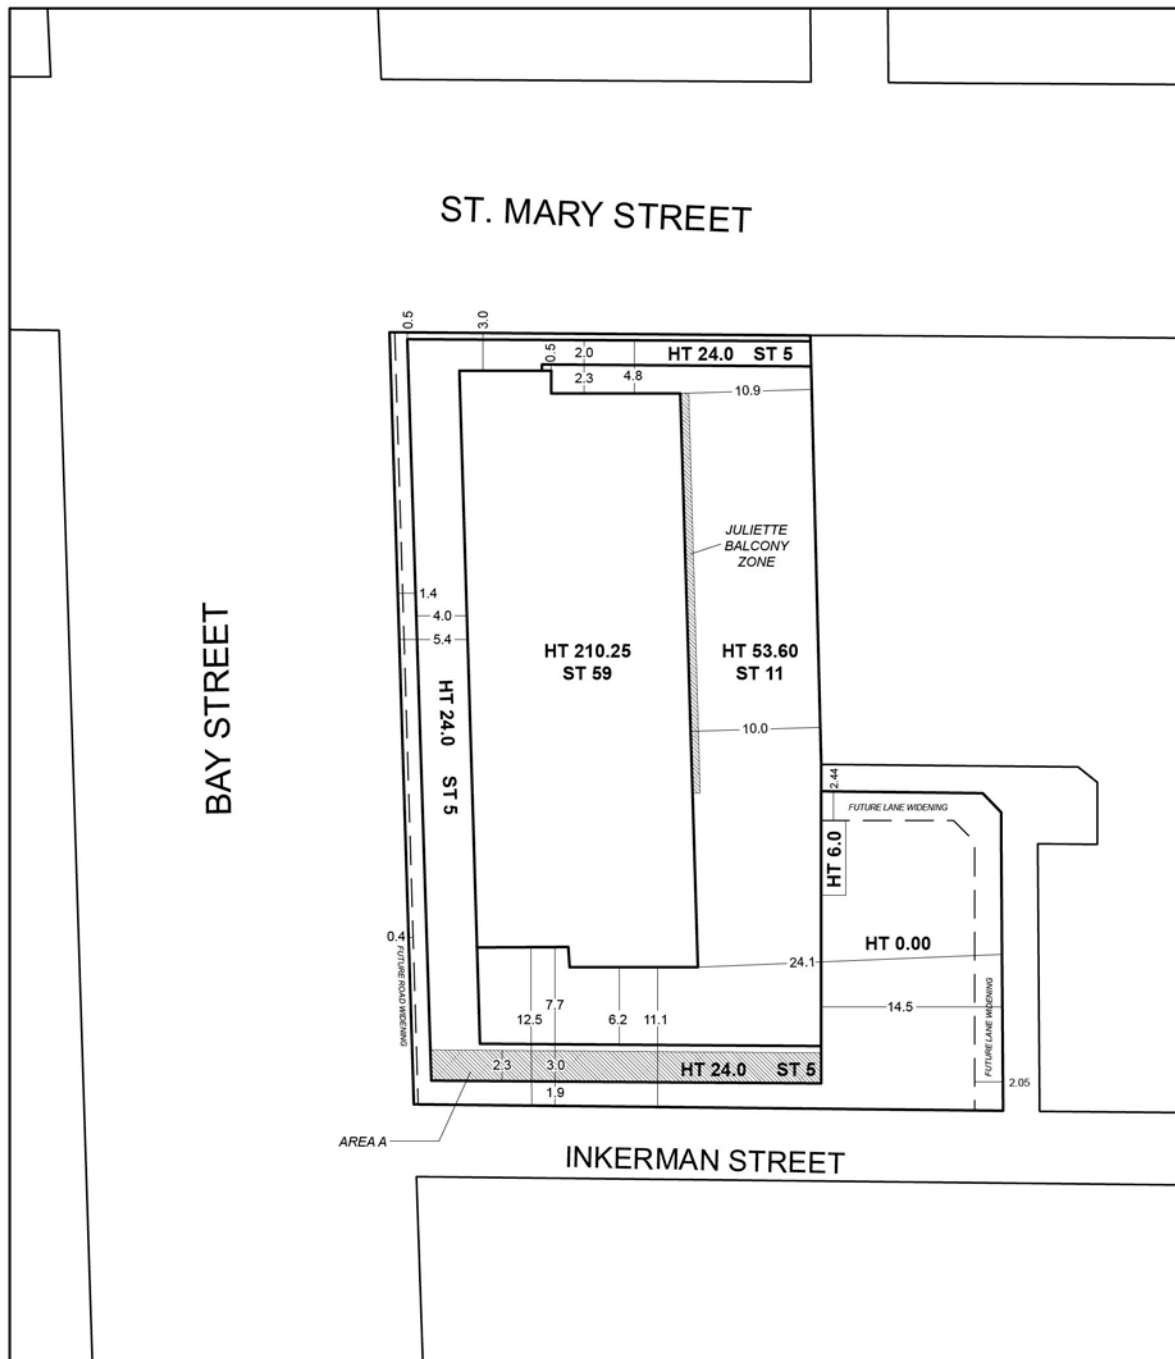 ST. MARY STREET
0.5
3.0
0.5
2.0
HT 24.0 ST 5
2.3
4.8
10.9
JULIETTE
BALCONY
ZONE
1.4
4.0
5.4
BAY STREET
HT 24.0 ST 5
HT 210.25
ST 59
HT 53.60
ST 11
10.0
2.44
FUTURE LANE WIDENING
HT 6.0
0.4
FUTURE ROAD WIDENING
HT 0.00
24.1
14.5
FUTURE LANE WIDENING
7.7
12.5
6.2
11.1
2.3
3.0
HT 24.0 ST 5
1.9
2.05
AREA A
INKERMAN STREET